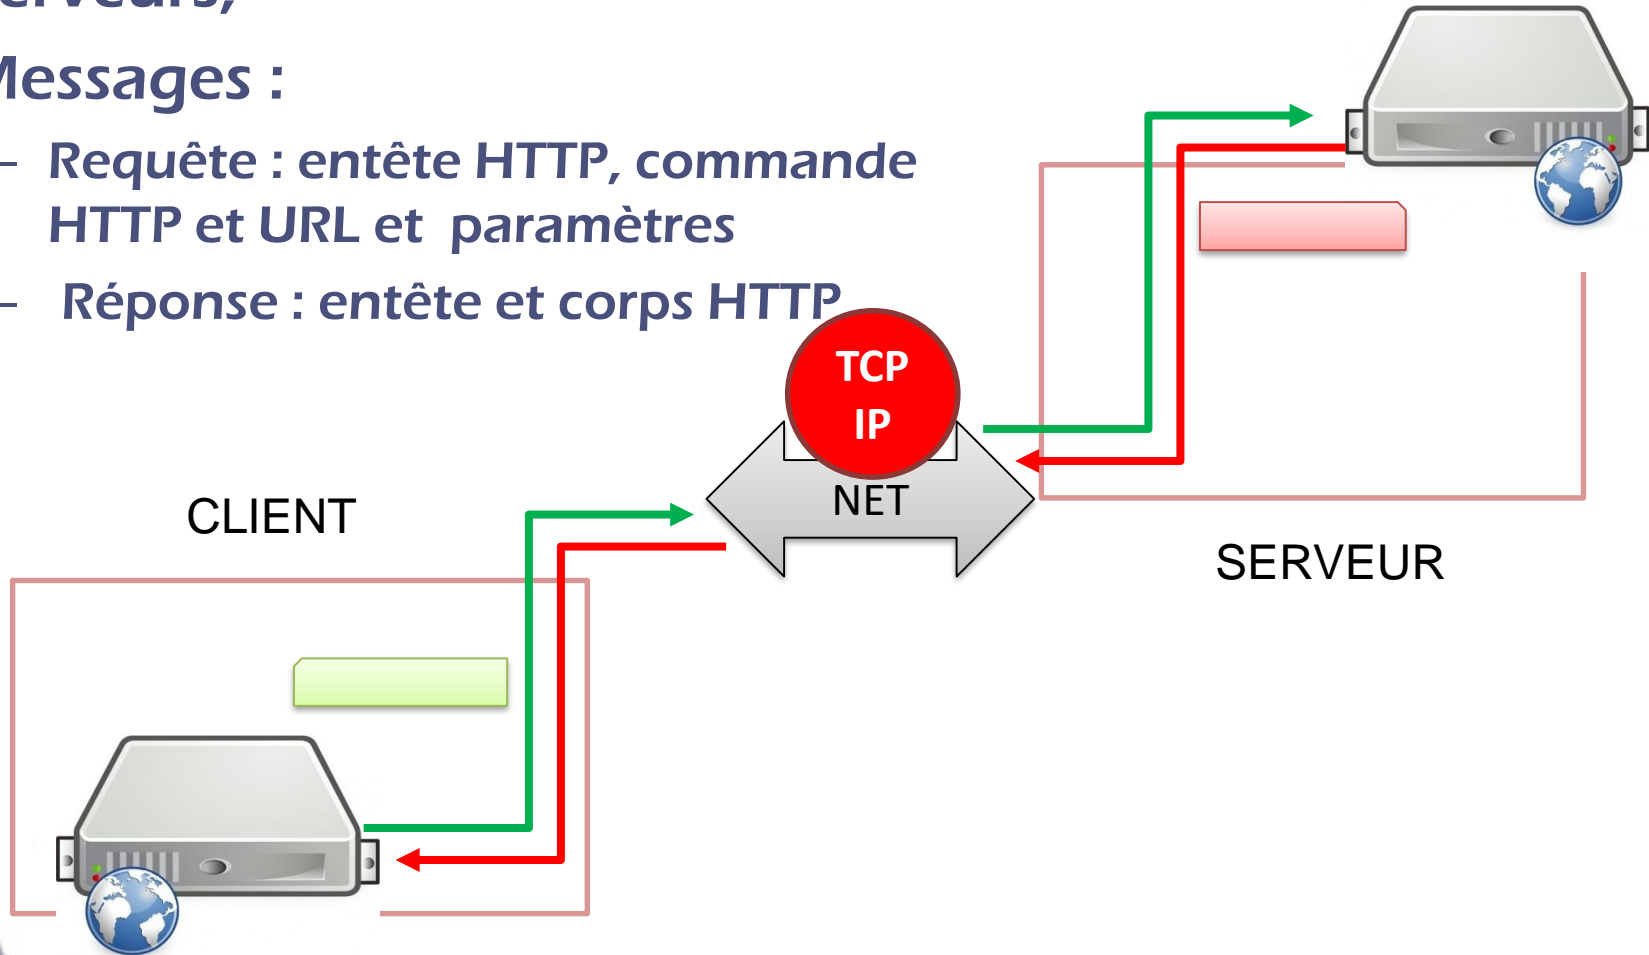 erveurs,
Messages :
– Requête : entête HTTP, commande
HTTP et URL et paramètres
– Réponse : entête et corps HTTP
TCP
IP
NET
CLIENT
SERVEUR